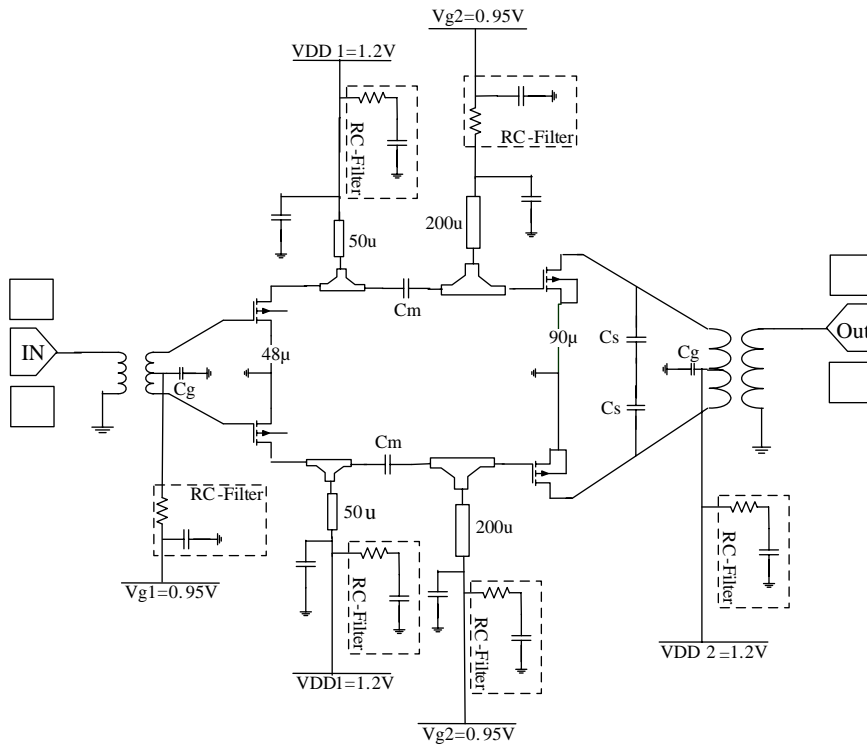 Vg2=0.95V
VDD 1=1.2V
RC-Filter
RC-Filter
50u
200u
Cm
IN
48μ
Cg
90μ
Cs
Cs
Cg
Out
Cm
RC-Filter
50u
200u
RC-Filter
RC-Filter
RC-Filter
Vg1=0.95V
VDD1=1.2V
VDD 2=1.2V
Vg2=0.95V